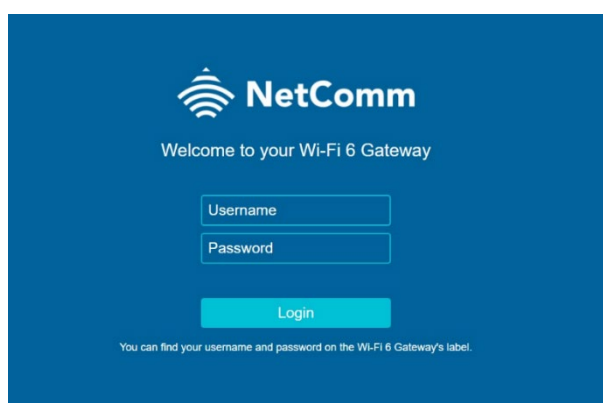 NetComm
Welcome to your Wi-Fi 6 Gateway
Username
Password
Login
You can find your username and password on the Wi-Fi 6 Gateway's label.